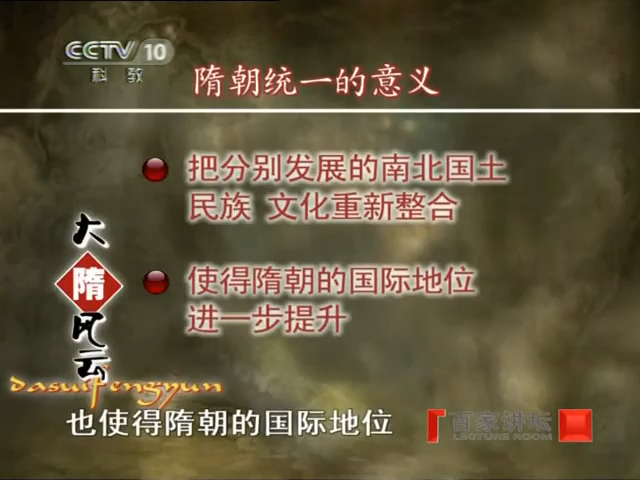 CCTV 10
科教
隋朝统一的意义
把分别发展的南北国土
民族 文化重新整合
使得隋朝的国际地位
进一步提升
大
隋
风
云
dasuifengyun
也使得隋朝的国际地位
百家讲坛
LECTURE ROOM